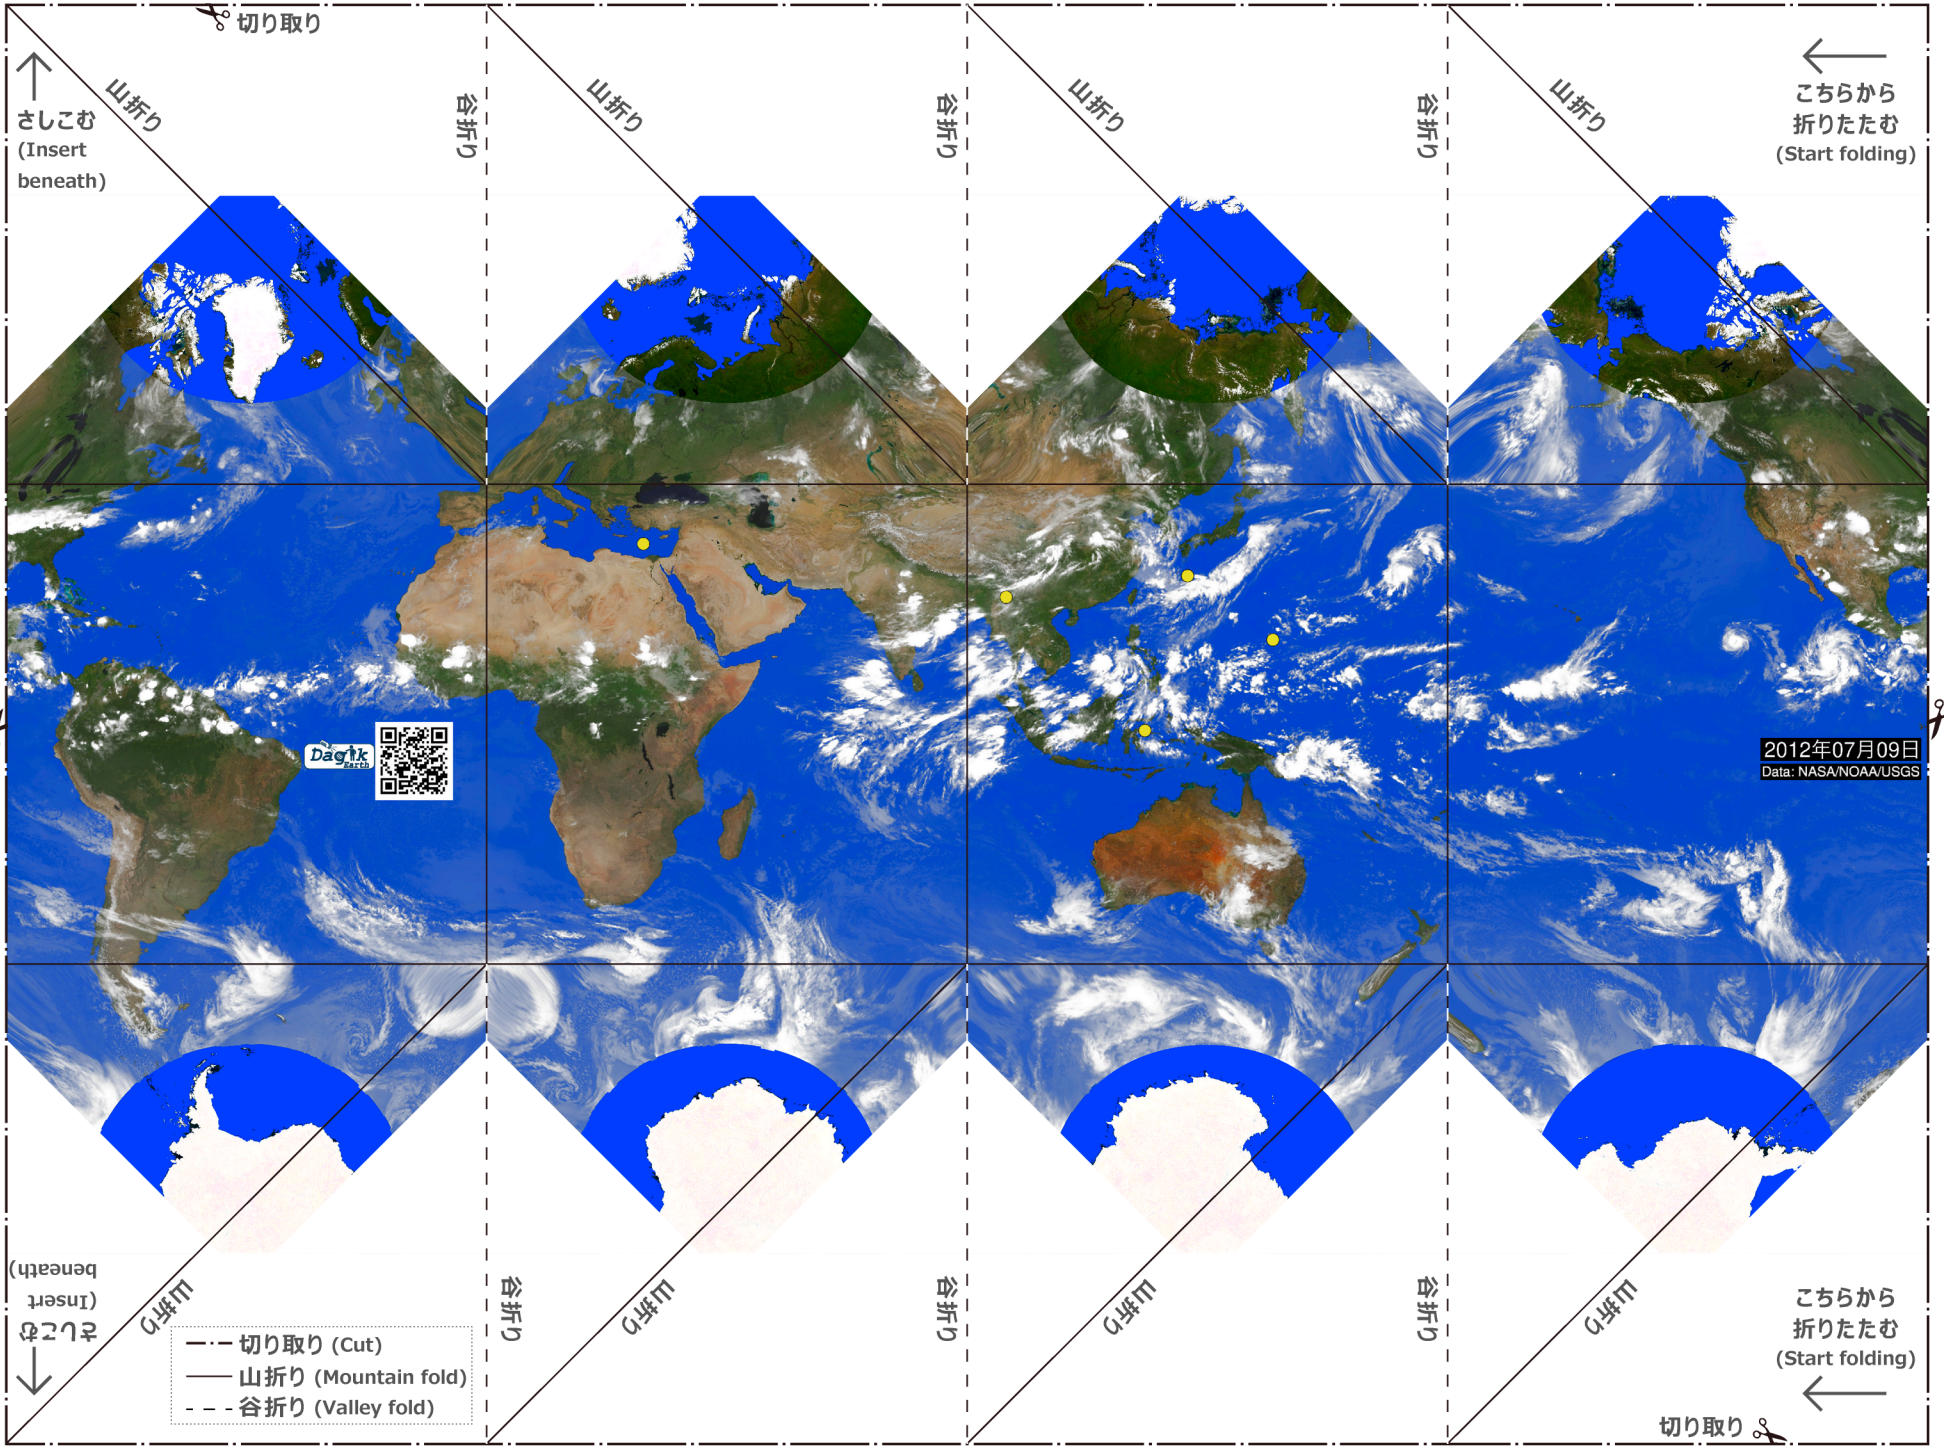 切り取り
山折り
谷折り
山折り
谷折り
山折り
谷折り
山折り
さしこむ
(Insert
beneath)
こちらから
折りたたむ
(Start folding)
Dagik
Earth
2012年07月09日
Data: NASA/NOAA/USGS
さしこむ
(Insert
beneath)
山折り
谷折り
山折り
谷折り
山折り
谷折り
山折り
こちらから
折りたたむ
(Start folding)
切り取り (Cut)
山折り (Mountain fold)
谷折り (Valley fold)
切り取り